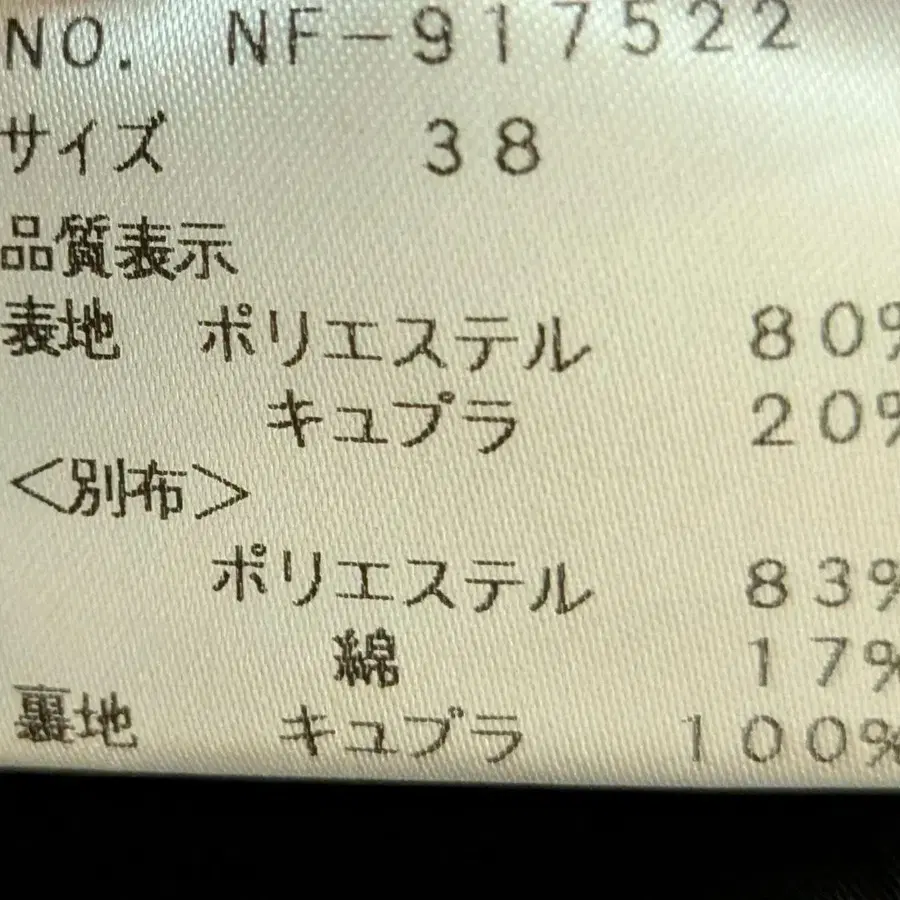 NO. NF-917522
サイズ 38
品質表示
表地 ポリエステル 80%
キュプラ 20%
<別布>
ポリエステル 83%
綿 17%
裏地 キュプラ 100%